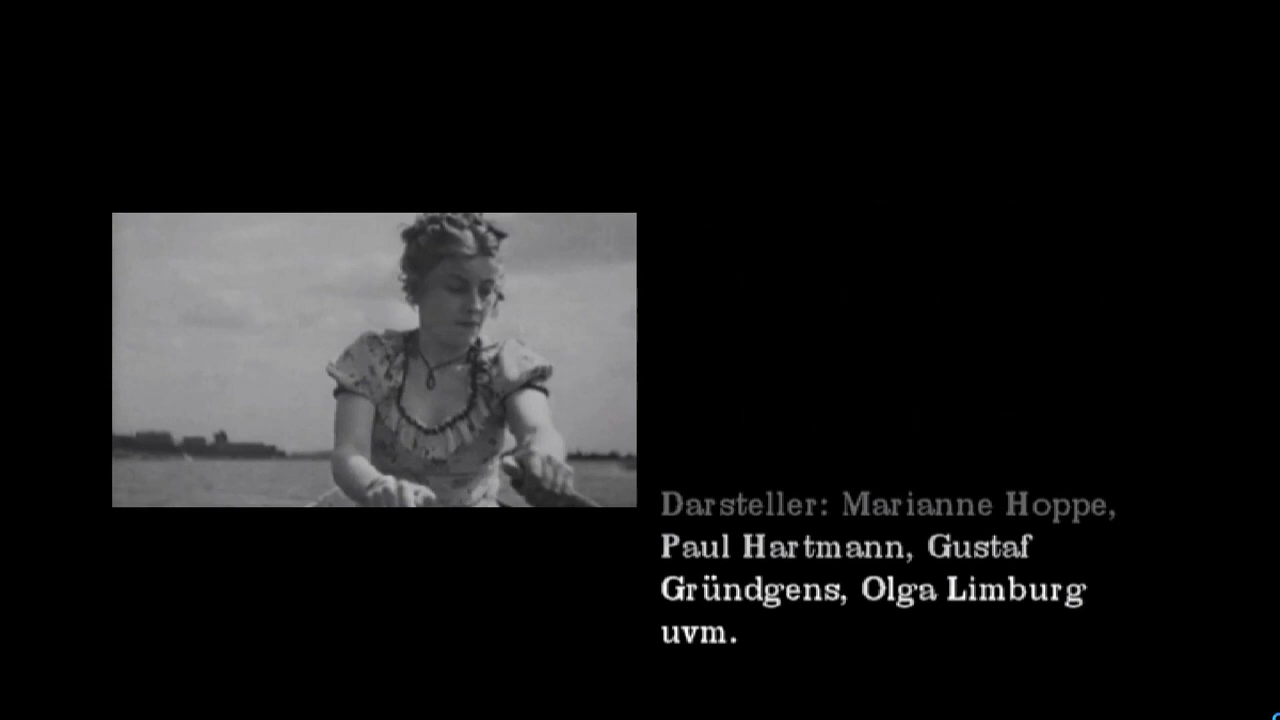 Darsteller: Marianne Hoppe,
Paul Hartmann, Gustaf
Gründgens, Olga Limburg
uvm.